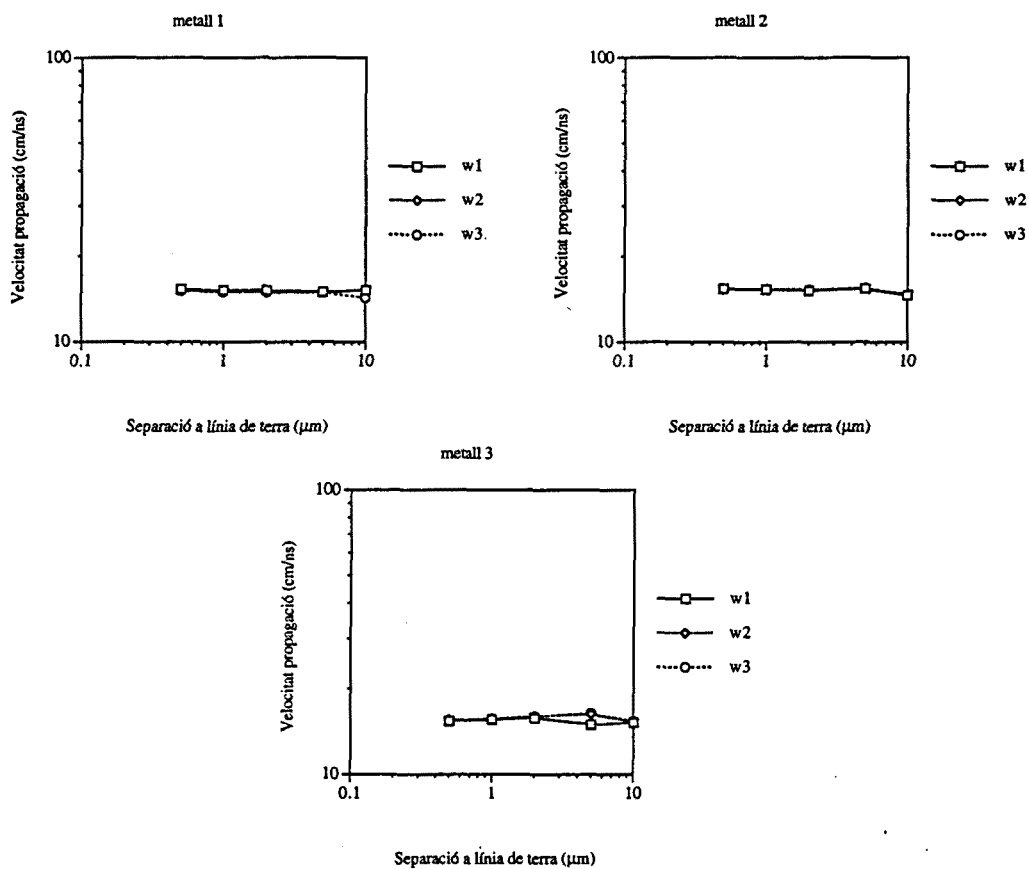 metall 1
100
10
0.1
1
10
Velocitat propagació (cm/ns)
Separació a línia de terra (µm)
w1
w2
w3.
metall 2
100
10
0.1
1
10
Velocitat propagació (cm/ns)
Separació a línia de terra (µm)
w1
w2
w3
metall 3
100
10
0.1
1
10
Velocitat propagació (cm/ns)
Separació a línia de terra (µm)
w1
w2
w3